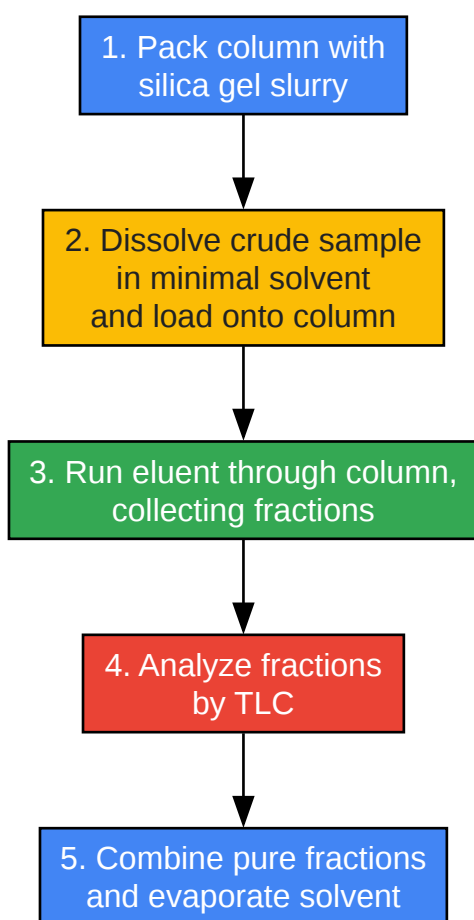 1. Pack column with
silica gel slurry
2. Dissolve crude sample
in minimal solvent
and load onto column
3. Run eluent through column,
collecting fractions
4. Analyze fractions
by TLC
5. Combine pure fractions
and evaporate solvent